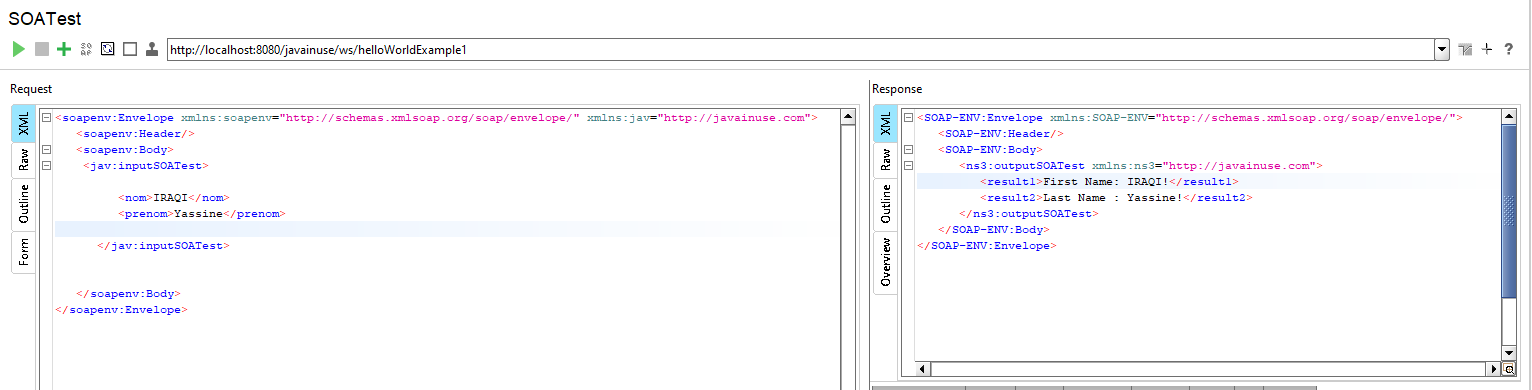 SOATest
SO
AP
http://localhost:8080/javainuse/ws/helloWorldExample1
?
Request
XML
Raw
Outline
Form
<soapenv:Envelope xmlns:soapenv="http://schemas.xmlsoap.org/soap/envelope/" xmlns:jav="http://javainuse.com">
<soapenv:Header/>
<soapenv:Body>
<jav:inputSOATest>
<nom>IRAQI</nom>
<prenom>Yassine</prenom>
</jav:inputSOATest>
</soapenv:Body>
</soapenv:Envelope>
Response
XML
Raw
Outline
Overview
<SOAP-ENV:Envelope xmlns:SOAP-ENV="http://schemas.xmlsoap.org/soap/envelope/">
<SOAP-ENV:Header/>
<SOAP-ENV:Body>
<ns3:outputSOATest xmlns:ns3="http://javainuse.com">
<result1>First Name: IRAQI!</result1>
<result2>Last Name : Yassine!</result2>
</ns3:outputSOATest>
</SOAP-ENV:Body>
</SOAP-ENV:Envelope>